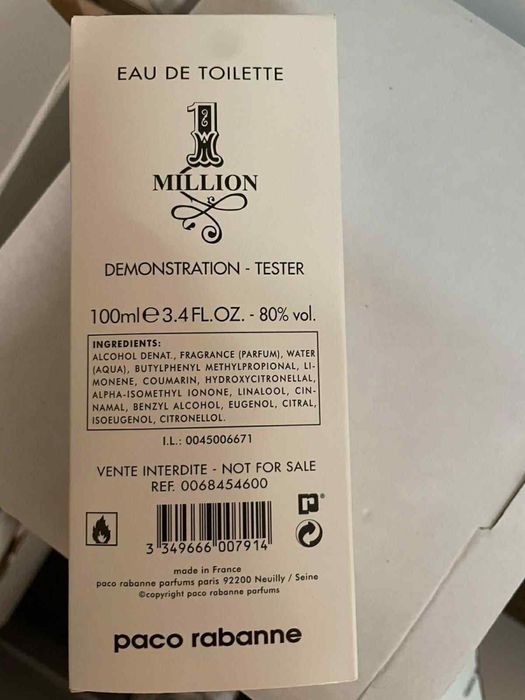 EAU DE TOILETTE
1
MILLION
DEMONSTRATION - TESTER
100ml e 3.4 FL.OZ. - 80% vol.
INGREDIENTS:
ALCOHOL DENAT., FRAGRANCE (PARFUM), WATER
(AQUA), BUTYLPHENYL METHYLPROPIONAL, LI-
MONENE, COUMARIN, HYDROXYCITRONELLAL,
ALPHA-ISOMETHYL IONONE, LINALOOL, CIN-
NAMAL, BENZYL ALCOHOL, EUGENOL, CITRAL,
ISOEUGENOL, CITRONELLOL.
I.L.: 0045006671
VENTE INTERDITE - NOT FOR SALE
REF. 0068454600
3 349666 007914
made in France
paco rabanne parfums paris 92200 Neuilly / Seine
©copyright paco rabanne parfums
paco rabanne